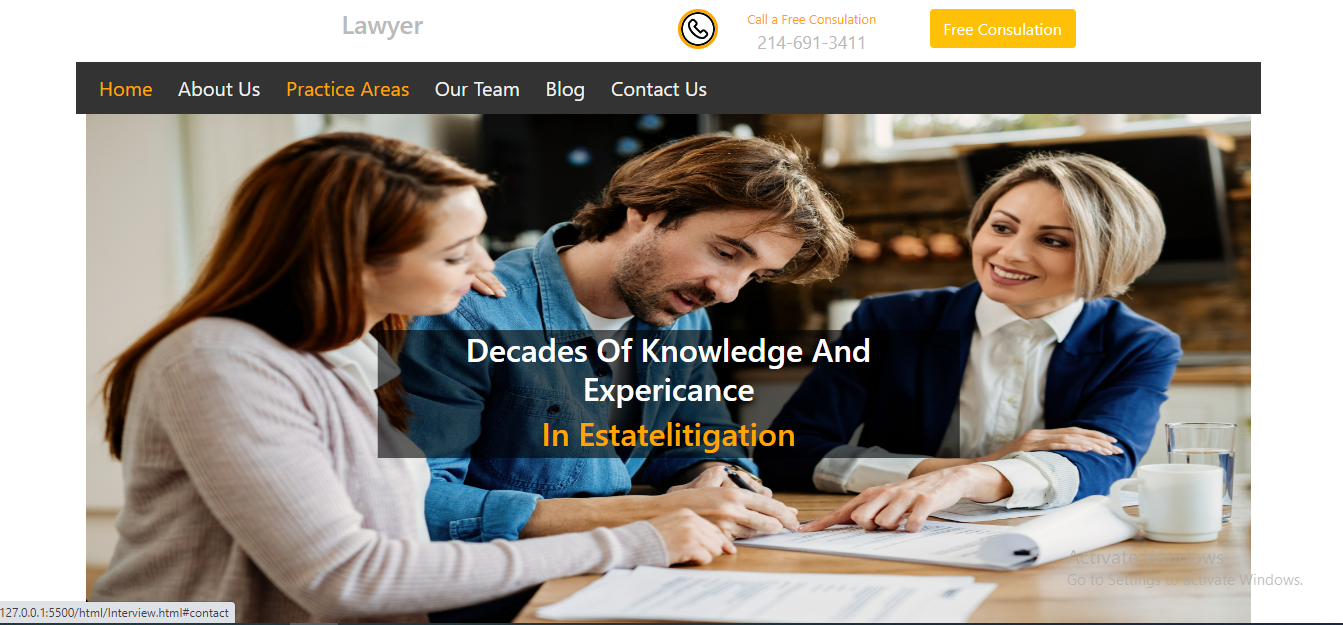 Lawyer
Call a Free Consulation
214-691-3411
Free Consulation
Home About Us Practice Areas Our Team Blog Contact Us
Decades Of Knowledge And
Expericance
In Estatelitigation
Activate Windows
Go to Settings to activate Windows.
127.0.0.1:5500/html/Interview.html#contact